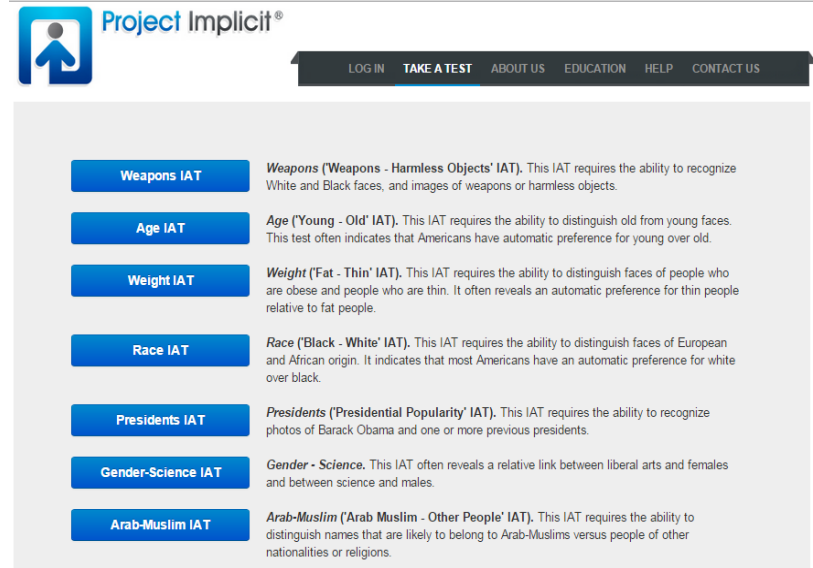 Project Implicit®
LOG IN TAKE A TEST ABOUT US EDUCATION HELP CONTACT US
Weapons IAT
Weapons ('Weapons - Harmless Objects' IAT). This IAT requires the ability to recognize
White and Black faces, and images of weapons or harmless objects.
Age IAT
Age ('Young - Old' IAT). This IAT requires the ability to distinguish old from young faces.
This test often indicates that Americans have automatic preference for young over old.
Weight IAT
Weight ('Fat - Thin' IAT). This IAT requires the ability to distinguish faces of people who
are obese and people who are thin. It often reveals an automatic preference for thin people
relative to fat people.
Race IAT
Race ('Black - White' IAT). This IAT requires the ability to distinguish faces of European
and African origin. It indicates that most Americans have an automatic preference for white
over black.
Presidents IAT
Presidents ('Presidential Popularity' IAT). This IAT requires the ability to recognize
photos of Barack Obama and one or more previous presidents.
Gender-Science IAT
Gender - Science. This IAT often reveals a relative link between liberal arts and females
and between science and males.
Arab-Muslim IAT
Arab-Muslim ('Arab Muslim - Other People' IAT). This IAT requires the ability to
distinguish names that are likely to belong to Arab-Muslims versus people of other
nationalities or religions.